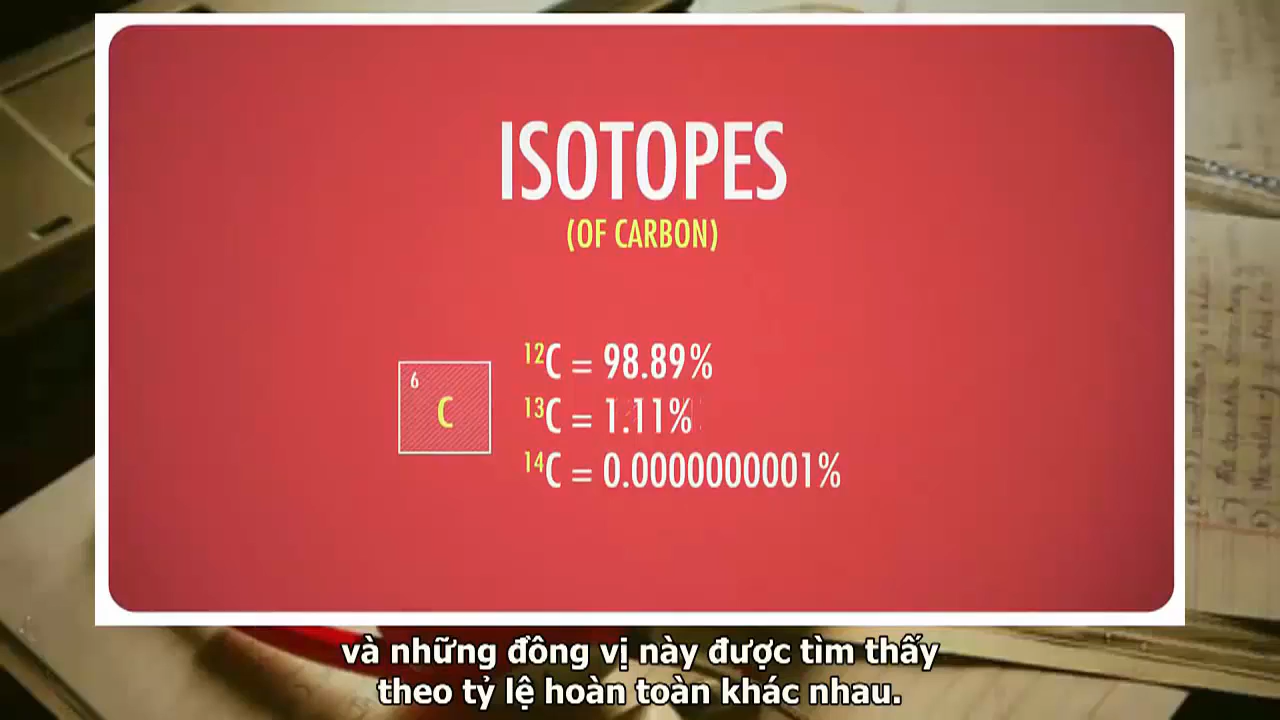 ISOTOPES
(OF CARBON)
6
C
¹²C = 98.89%
¹³C = 1.11%
¹⁴C = 0.0000000001%
và những đồng vị này được tìm thấy
theo tỷ lệ hoàn toàn khác nhau.